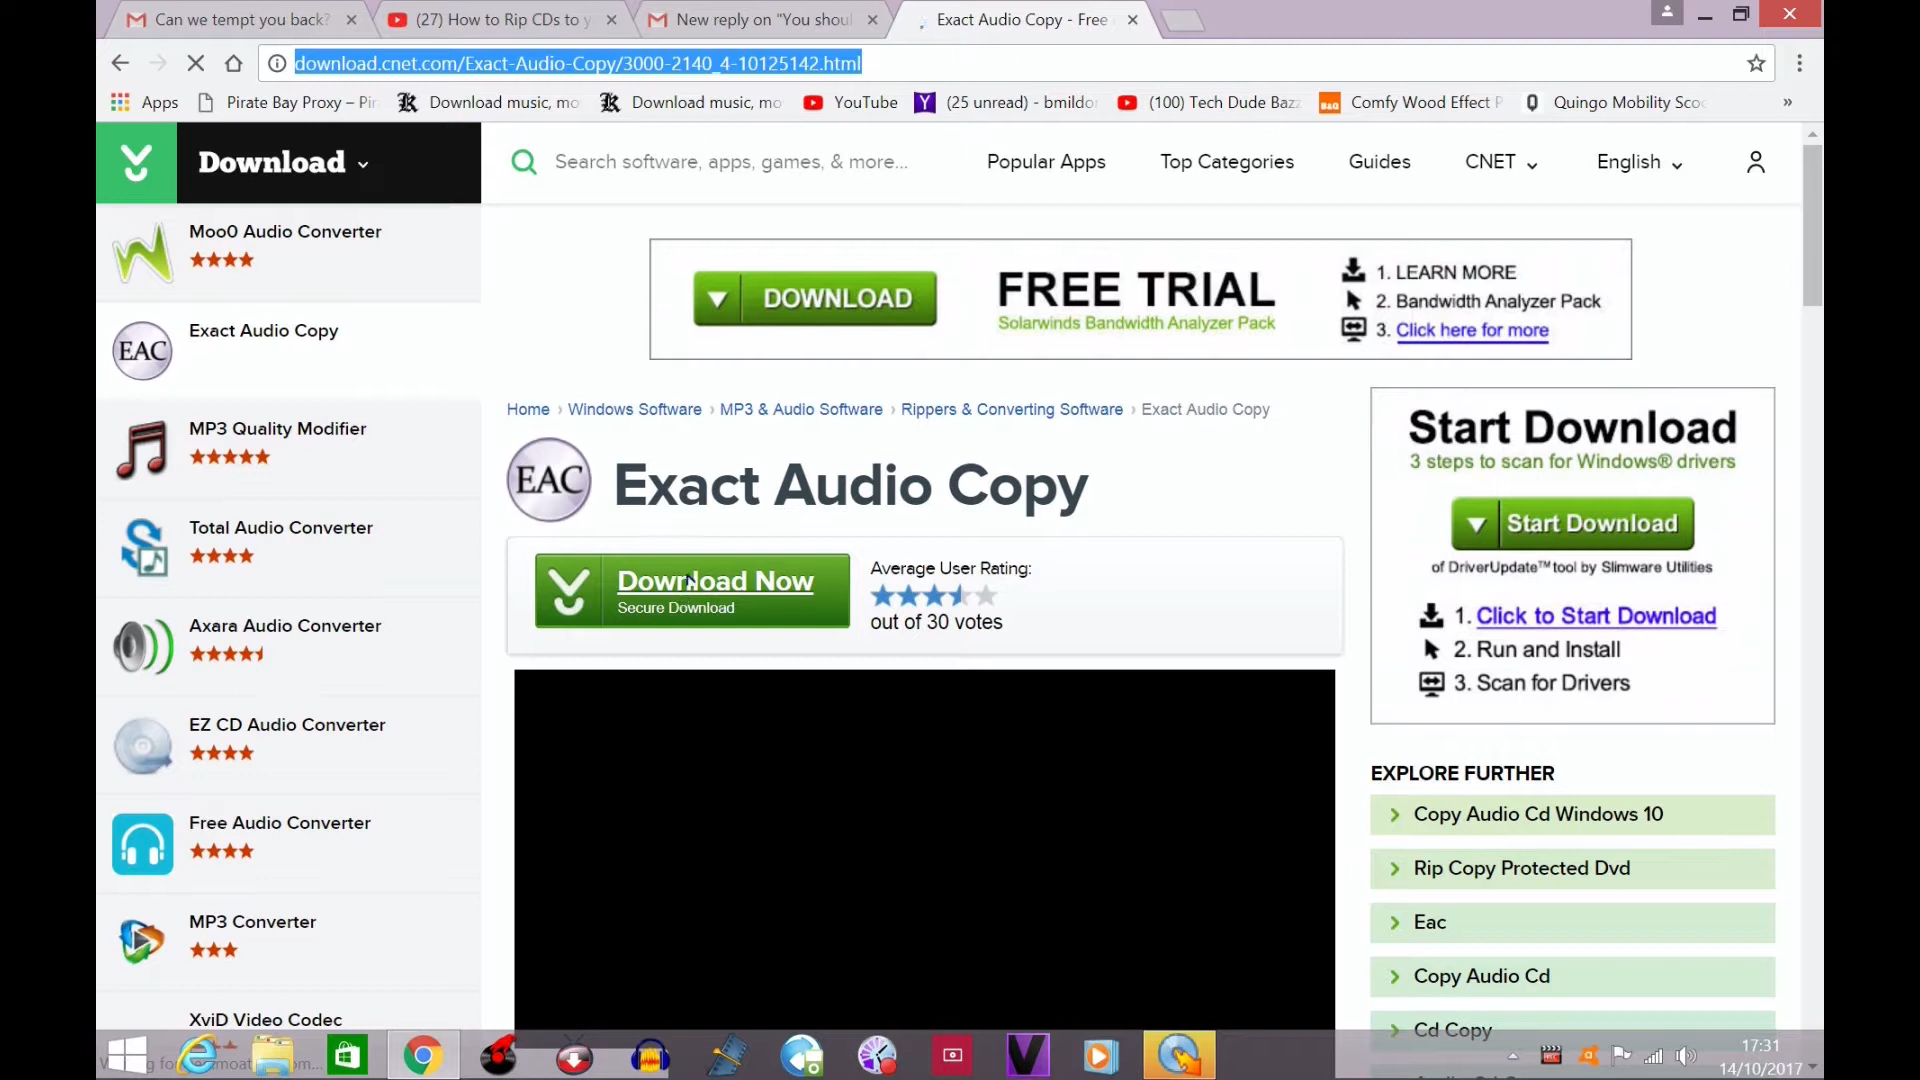 Can we tempt you back?
(27) How to Rip CDs to y
New reply on "You shoul
Exact Audio Copy - Free
download.cnet.com/Exact-Audio-Copy/3000-2140_4-10125142.html
Apps
Pirate Bay Proxy – Pir
Download music, mo
Download music, mo
YouTube
(25 unread) - bmildor
(100) Tech Dude Bazz
B&Q
Comfy Wood Effect P
Quingo Mobility Scoo
»
Download
Search software, apps, games, & more...
Popular Apps
Top Categories
Guides
CNET
English
Moo0 Audio Converter
EAC
Exact Audio Copy
MP3 Quality Modifier
Total Audio Converter
Axara Audio Converter
EZ CD Audio Converter
Free Audio Converter
MP3 Converter
XviD Video Codec
DOWNLOAD
FREE TRIAL
Solarwinds Bandwidth Analyzer Pack
1. LEARN MORE
2. Bandwidth Analyzer Pack
3. Click here for more
Home › Windows Software › MP3 & Audio Software › Rippers & Converting Software › Exact Audio Copy
EAC
Exact Audio Copy
Download Now
Secure Download
Average User Rating:
out of 30 votes
Start Download
3 steps to scan for Windows® drivers
Start Download
of DriverUpdate™ tool by Slimware Utilities
1. Click to Start Download
2. Run and Install
3. Scan for Drivers
EXPLORE FURTHER
Copy Audio Cd Windows 10
Rip Copy Protected Dvd
Eac
Copy Audio Cd
Cd Copy
17:31
14/10/2017